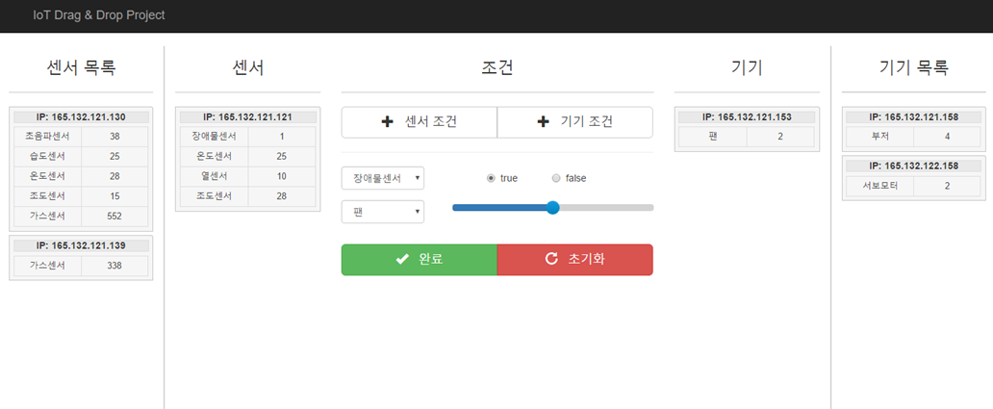 IoT Drag & Drop Project
센서 목록
IP: 165.132.121.130
초음파센서 38
습도센서 25
온도센서 28
조도센서 15
가스센서 552
IP: 165.132.121.139
가스센서 338
센서
IP: 165.132.121.121
장애물센서 1
온도센서 25
열센서 10
조도센서 28
조건
센서 조건 기기 조건
장애물센서 true false
팬
완료 초기화
기기
IP: 165.132.121.153
팬 2
기기 목록
IP: 165.132.121.158
부저 4
IP: 165.132.122.158
서보모터 2